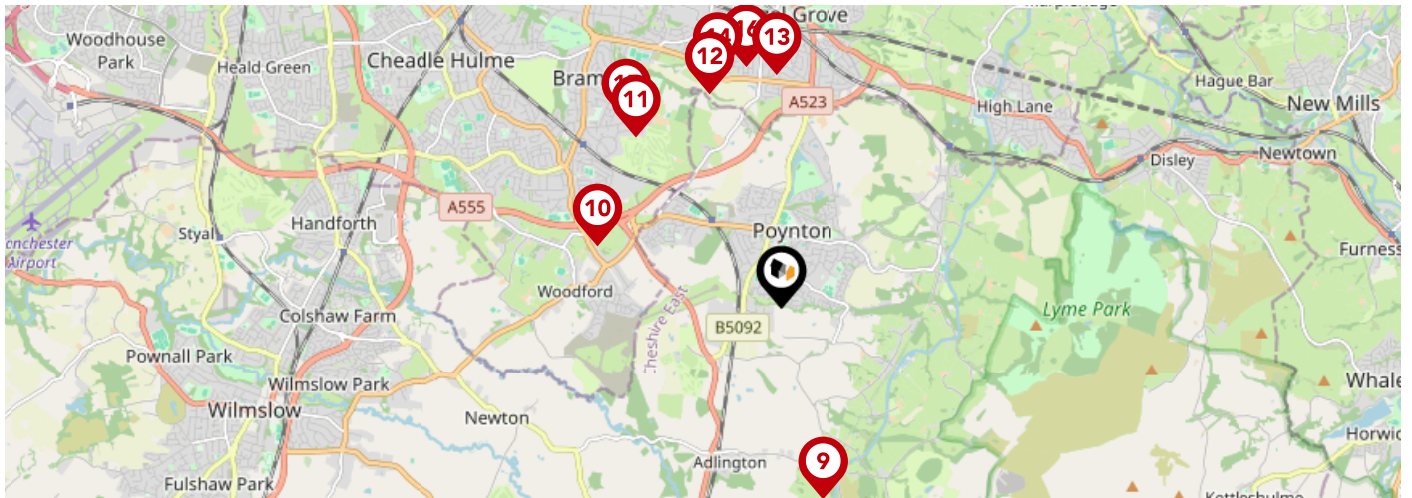 Woodhouse
Park
Heald Green
Cheadle Hulme
Bram
Grove
13
12
11
A523
Hague Bar
High Lane
New Mills
Disley
Newtown
A555
10
Handforth
Styal
Poynton
Manchester
Airport
Furness
Woodford
Colshaw Farm
Cheshire East
B5092
Lyme Park
Pownall Park
Wilmslow Park
Wilmslow
Newton
Whale
Horwic
Adlington
9
Fulshaw Park
Kettleshulme